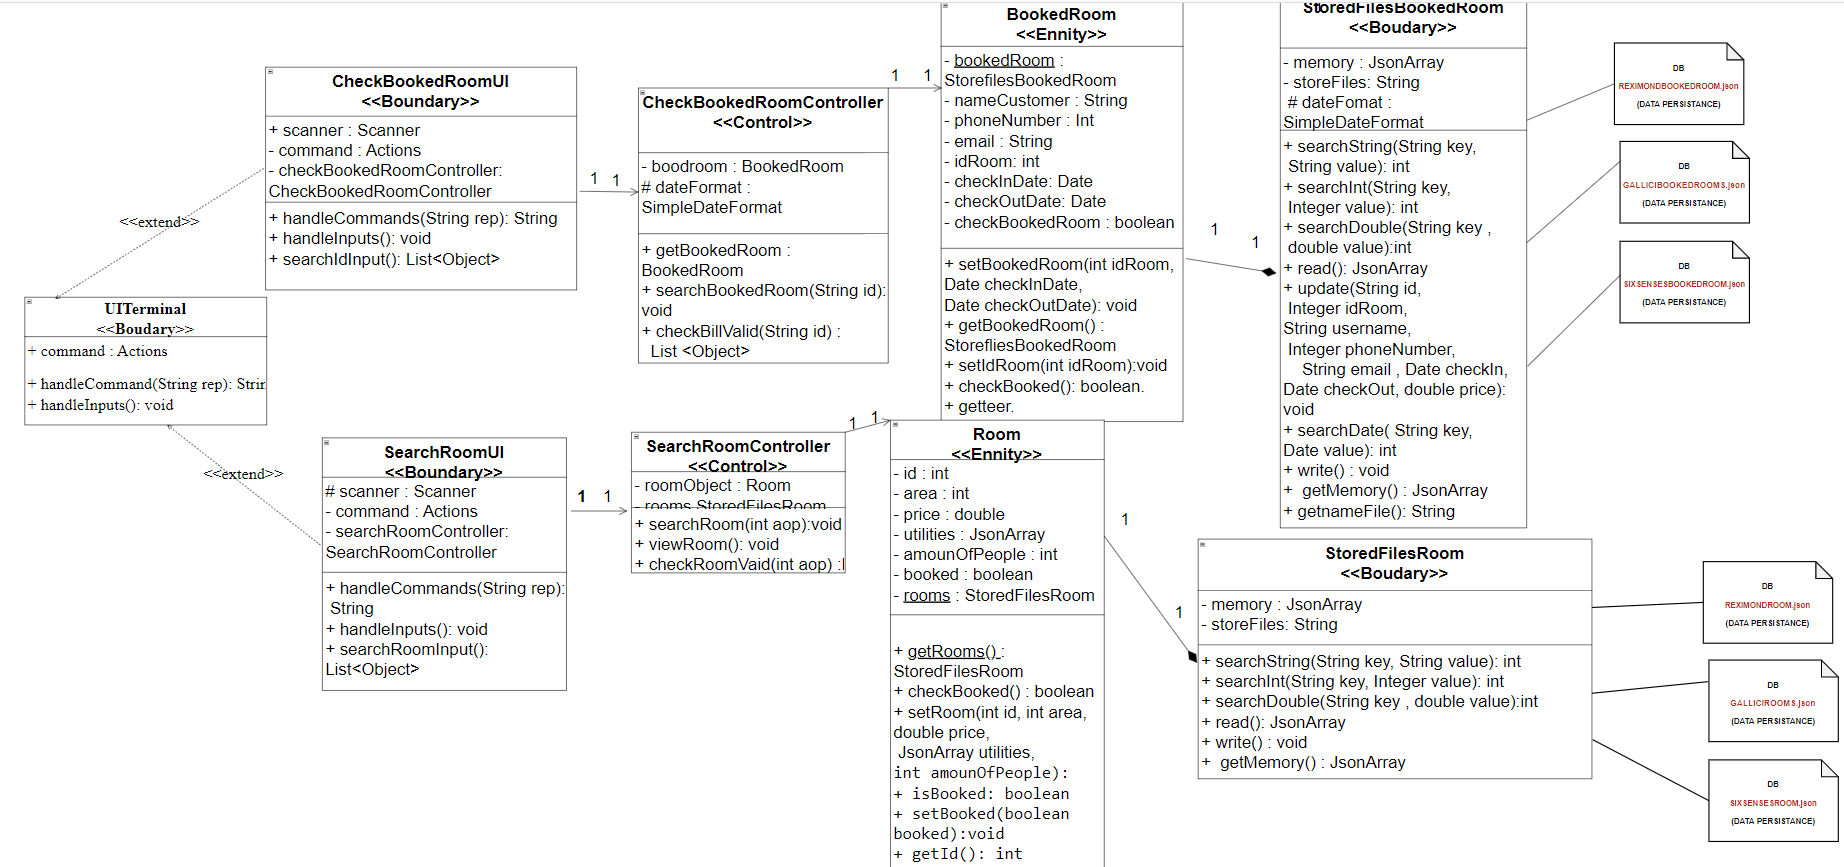 CheckBookedRoomUI
<<Boundary>>
+ scanner : Scanner
- command : Actions
- checkBookedRoomController:
CheckBookedRoomController
+ handleCommands(String rep): String
+ handleInputs(): void
+ searchIdInput(): List<Object>
<<extend>>
UITerminal
<<Boudary>>
+ command : Actions
+ handleCommand(String rep): Strin
+ handleInputs(): void
<<extend>>
SearchRoomUI
<<Boundary>>
# scanner : Scanner
- command : Actions
- searchRoomController:
SearchRoomController
+ handleCommands(String rep):
String
+ handleInputs(): void
+ searchRoomInput():
List<Object>
1 1
1 1
CheckBookedRoomController
<<Control>>
- boodroom : BookedRoom
# dateFormat :
SimpleDateFormat
+ getBookedRoom :
BookedRoom
+ searchBookedRoom(String id):
void
+ checkBillValid(String id) :
List <Object>
SearchRoomController
<<Control>>
- roomObject : Room
- rooms StoredFilesRoom
+ searchRoom(int aop):void
+ viewRoom(): void
+ checkRoomVaid(int aop) :l
1 1
1 1
BookedRoom
<<Ennity>>
- bookedRoom :
StorefilesBookedRoom
- nameCustomer : String
- phoneNumber : Int
- email : String
- idRoom: int
- checkInDate: Date
- checkOutDate: Date
- checkBookedRoom : boolean
+ setBookedRoom(int idRoom,
Date checkInDate,
Date checkOutDate): void
+ getBookedRoom() :
StorefliesBookedRoom
+ setIdRoom(int idRoom):void
+ checkBooked(): boolean.
+ getteer.
Room
<<Ennity>>
- id : int
- area : int
- price : double
- utilities : JsonArray
- amounOfPeople : int
- booked : boolean
- rooms : StoredFilesRoom
+ getRooms() :
StoredFilesRoom
+ checkBooked() : boolean
+ setRoom(int id, int area,
double price,
JsonArray utilities,
int amounOfPeople):
+ isBooked: boolean
+ setBooked(boolean
booked):void
+ getId(): int
1 1
1
1
StoredFilesBookedRoom
<<Boudary>>
- memory : JsonArray
- storeFiles: String
# dateFomat :
SimpleDateFormat
+ searchString(String key,
String value): int
+ searchInt(String key,
Integer value): int
+ searchDouble(String key ,
double value):int
+ read(): JsonArray
+ update(String id,
Integer idRoom,
String username,
Integer phoneNumber,
String email , Date checkIn,
Date checkOut, double price):
void
+ searchDate( String key,
Date value): int
+ write() : void
+ getMemory() : JsonArray
+ getnameFile(): String
StoredFilesRoom
<<Boudary>>
- memory : JsonArray
- storeFiles: String
+ searchString(String key, String value): int
+ searchInt(String key, Integer value): int
+ searchDouble(String key , double value):int
+ read(): JsonArray
+ write() : void
+ getMemory() : JsonArray
DB
REXIMONDBOOKEDROOM.json
(DATA PERSISTANCE)
DB
GALLICIBOOKEDROOMS.json
(DATA PERSISTANCE)
DB
SIXSENSESBOOKEDROOM.json
(DATA PERSISTANCE)
DB
REXIMONDROOM.json
(DATA PERSISTANCE)
DB
GALLICIROOMS.json
(DATA PERSISTANCE)
DB
SIXSENSESROOM.json
(DATA PERSISTANCE)